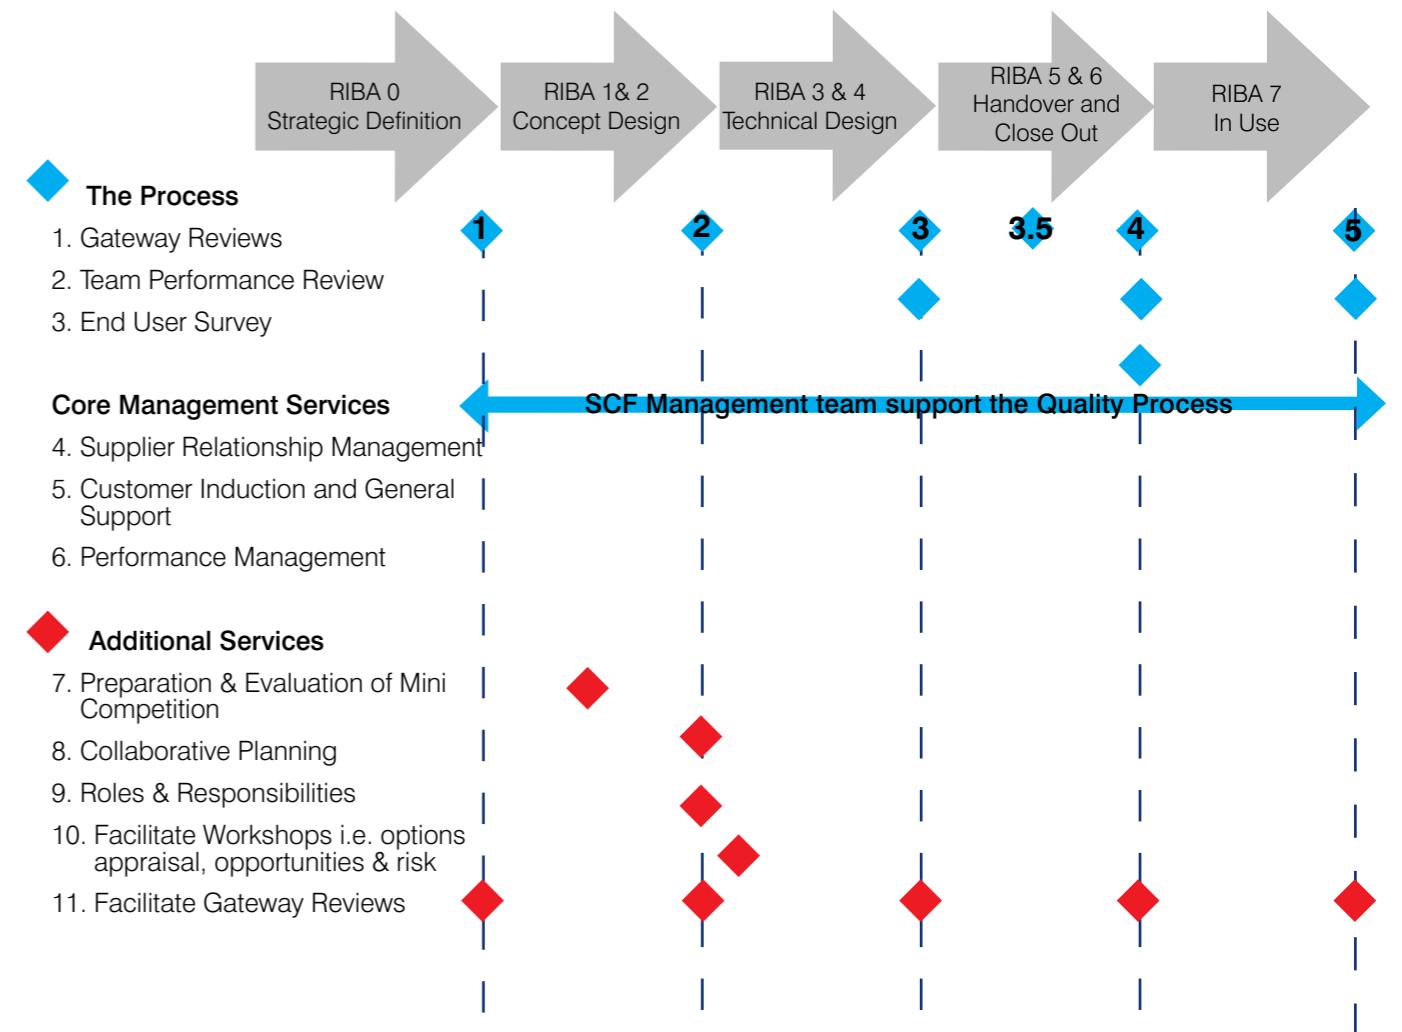 RIBA 0
Strategic Definition
RIBA 1& 2
Concept Design
RIBA 3 & 4
Technical Design
RIBA 5 & 6
Handover and
Close Out
RIBA 7
In Use
The Process
1. Gateway Reviews
1
2
3
3.5
4
5
2. Team Performance Review
3. End User Survey
Core Management Services
SCF Management team support the Quality Process
4. Supplier Relationship Management
5. Customer Induction and General
Support
6. Performance Management
Additional Services
7. Preparation & Evaluation of Mini
Competition
8. Collaborative Planning
9. Roles & Responsibilities
10. Facilitate Workshops i.e. options
appraisal, opportunities & risk
11. Facilitate Gateway Reviews